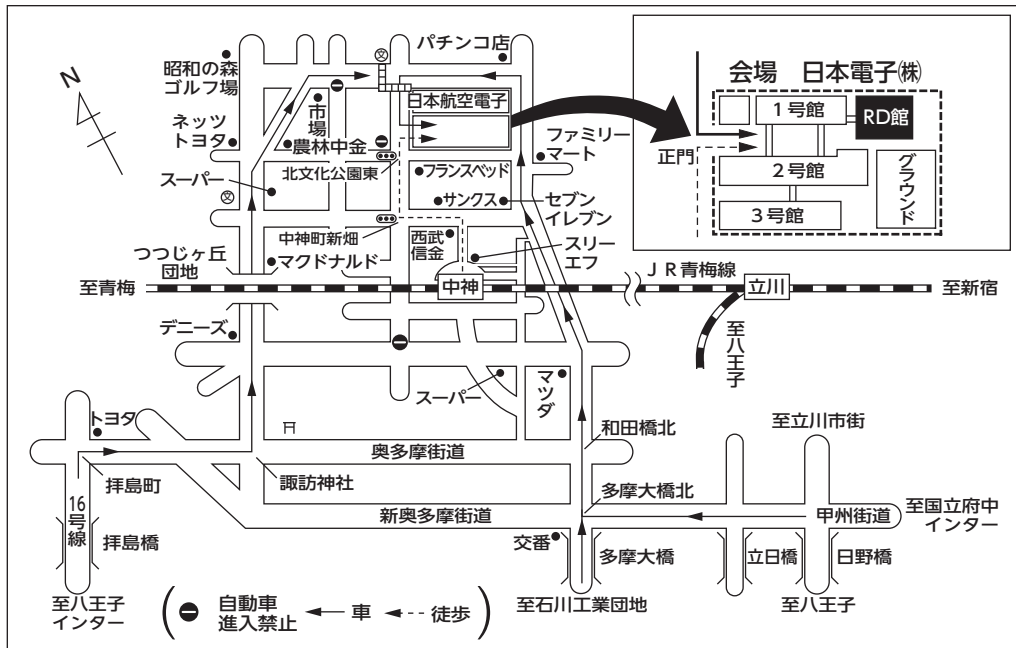 パチンコ店
昭和の森
ゴルフ場
N
文
日本航空電子
市場
ネッツ
トヨタ
農林中金
ファミリー
マート
北文化公園東
フランスベッド
スーパー
文
サンクス
セブン
イレブン
中神町新畑
西武
信金
スリー
エフ
つつじヶ丘
団地
マクドナルド
JR青梅線
至青梅
中神
立川
至新宿
至八王子
デニーズ
スーパー
マツダ
トヨタ
奥多摩街道
和田橋北
至立川市街
拝島町
諏訪神社
多摩大橋北
16号線
新奥多摩街道
甲州街道
至国立府中
インター
拝島橋
交番
多摩大橋
立日橋
日野橋
至八王子
インター
自動車
進入禁止
車
徒歩
至石川工業団地
至八王子
会場 日本電子㈱
1号館
RD館
正門
2号館
グラウンド
3号館